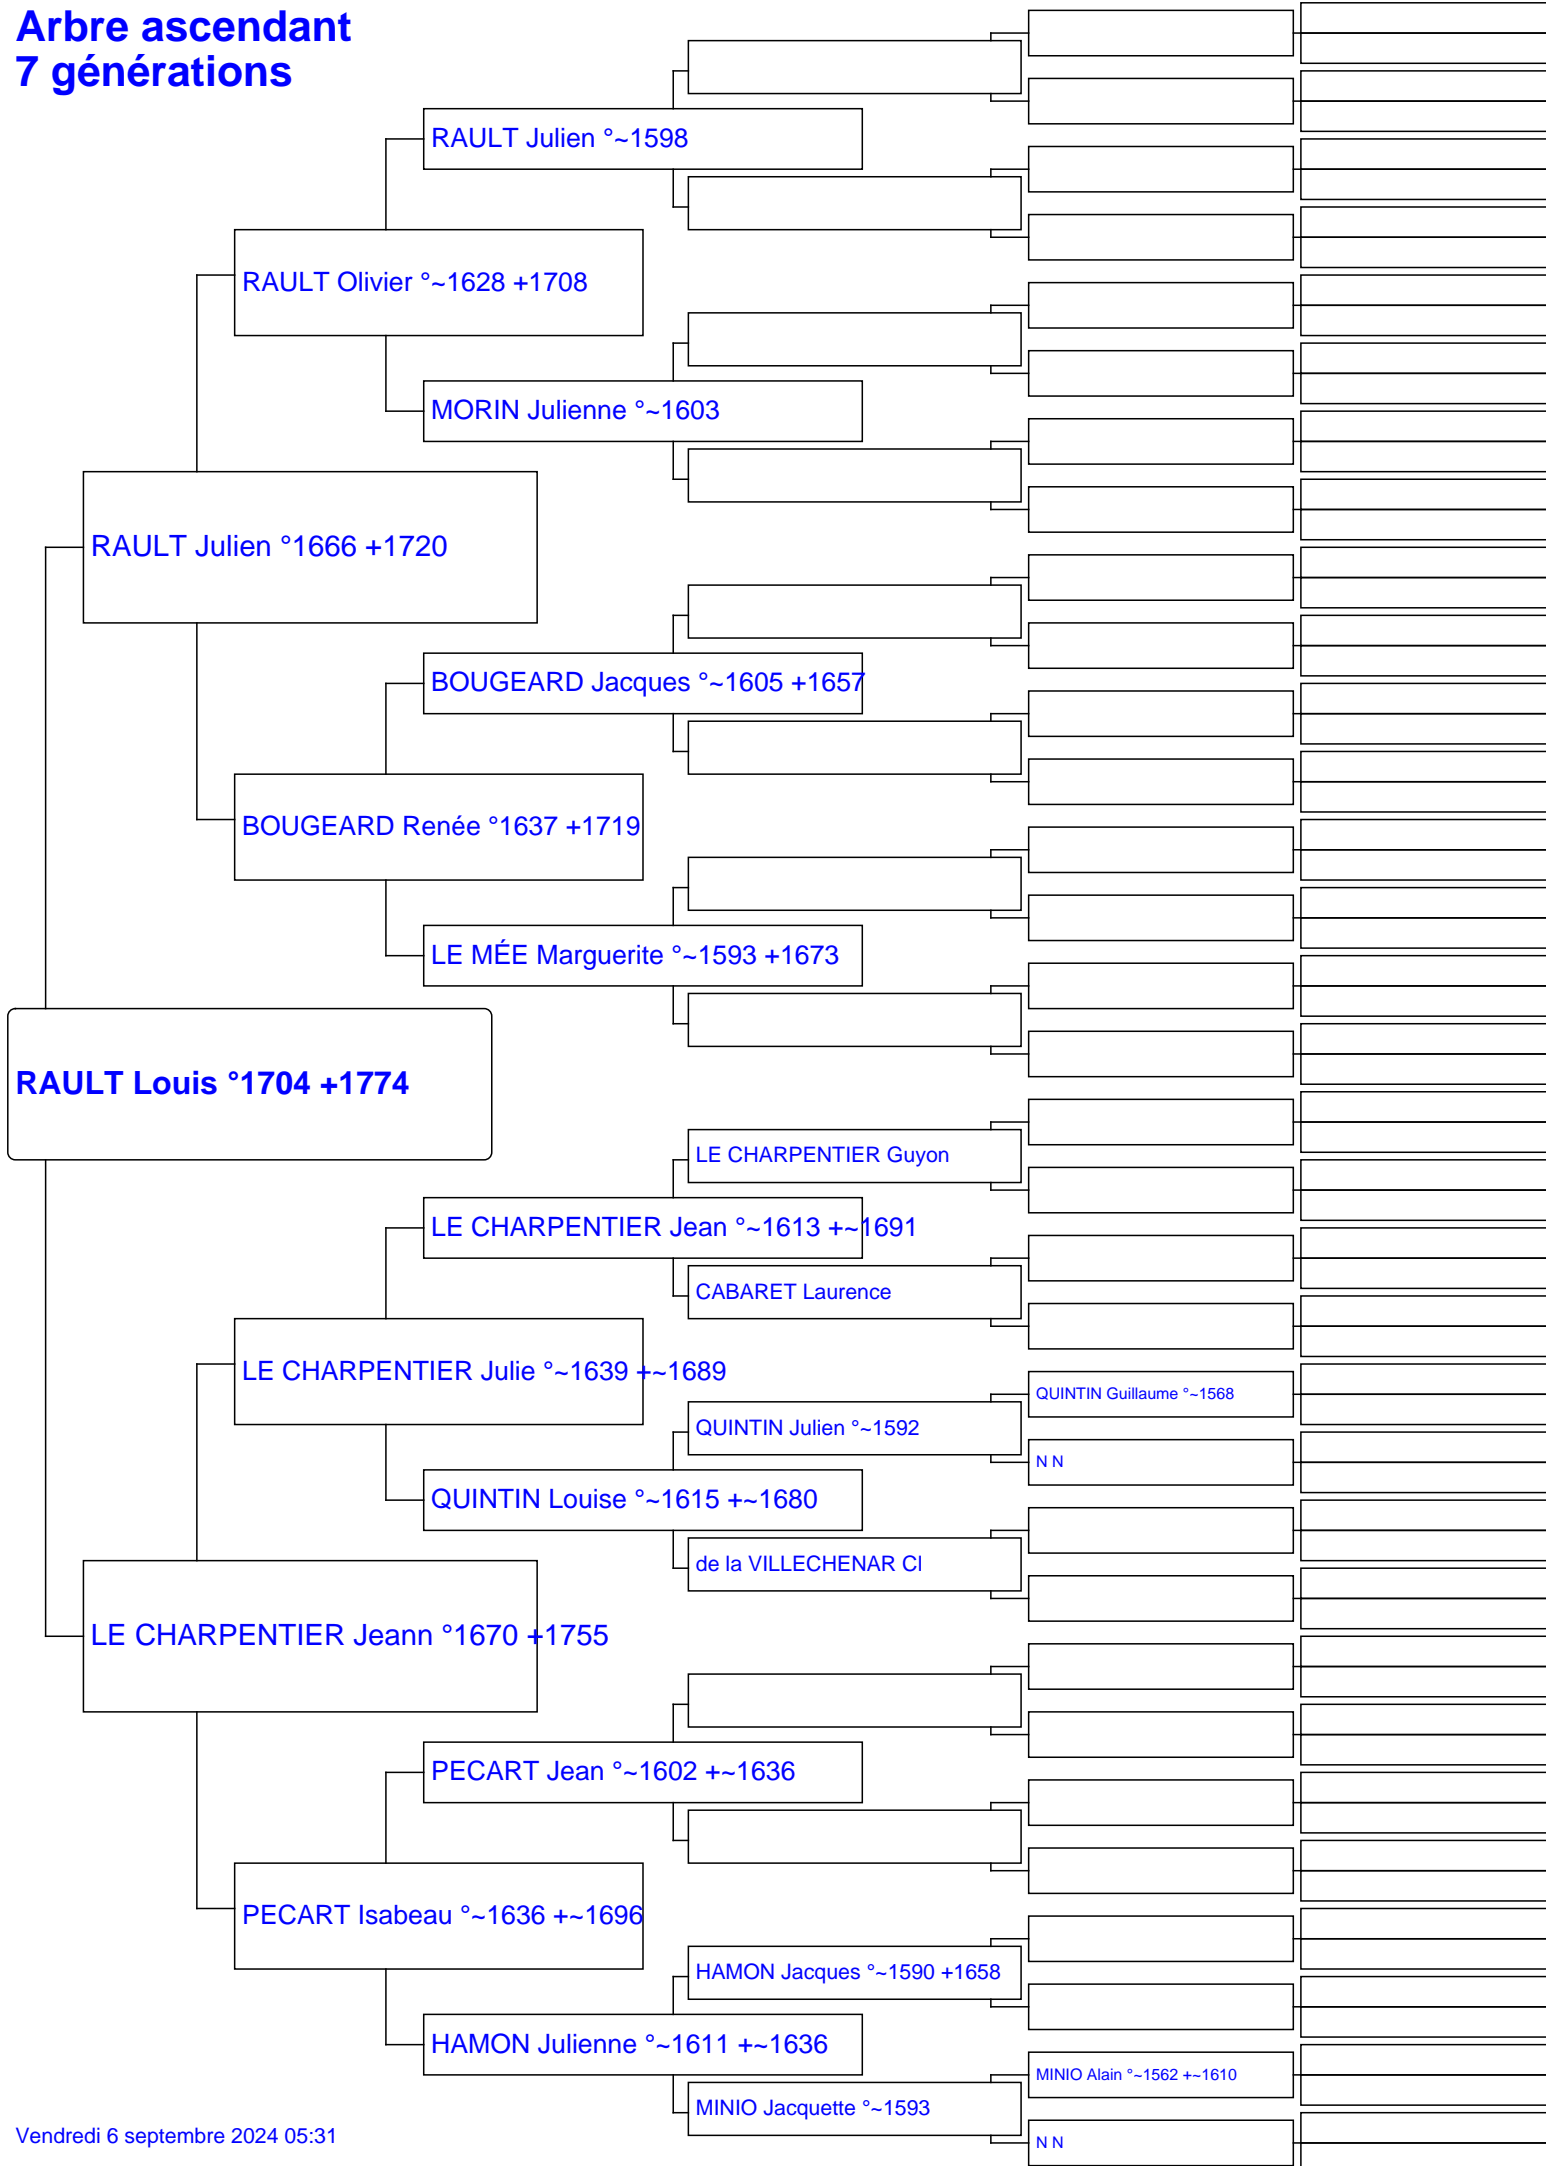 Arbre ascendant
7 générations
RAULT Julien °~1598
RAULT Olivier °~1628 +1708
MORIN Julienne °~1603
RAULT Julien °1666 +1720
BOUGEARD Jacques °~1605 +1657
BOUGEARD Renée °1637 +1719
LE MÉE Marguerite °~1593 +1673
RAULT Louis °1704 +1774
LE CHARPENTIER Guyon
LE CHARPENTIER Jean °~1613 +~1691
CABARET Laurence
LE CHARPENTIER Julie °~1639 +~1689
QUINTIN Guillaume °~1568
QUINTIN Julien °~1592
N N
QUINTIN Louise °~1615 +~1680
de la VILLECHENAR Cl
LE CHARPENTIER Jeann °1670 +1755
PECART Jean °~1602 +~1636
PECART Isabeau °~1636 +~1696
HAMON Jacques °~1590 +1658
HAMON Julienne °~1611 +~1636
MINIO Alain °~1562 +~1610
MINIO Jacquette °~1593
N N
Vendredi 6 septembre 2024 05:31